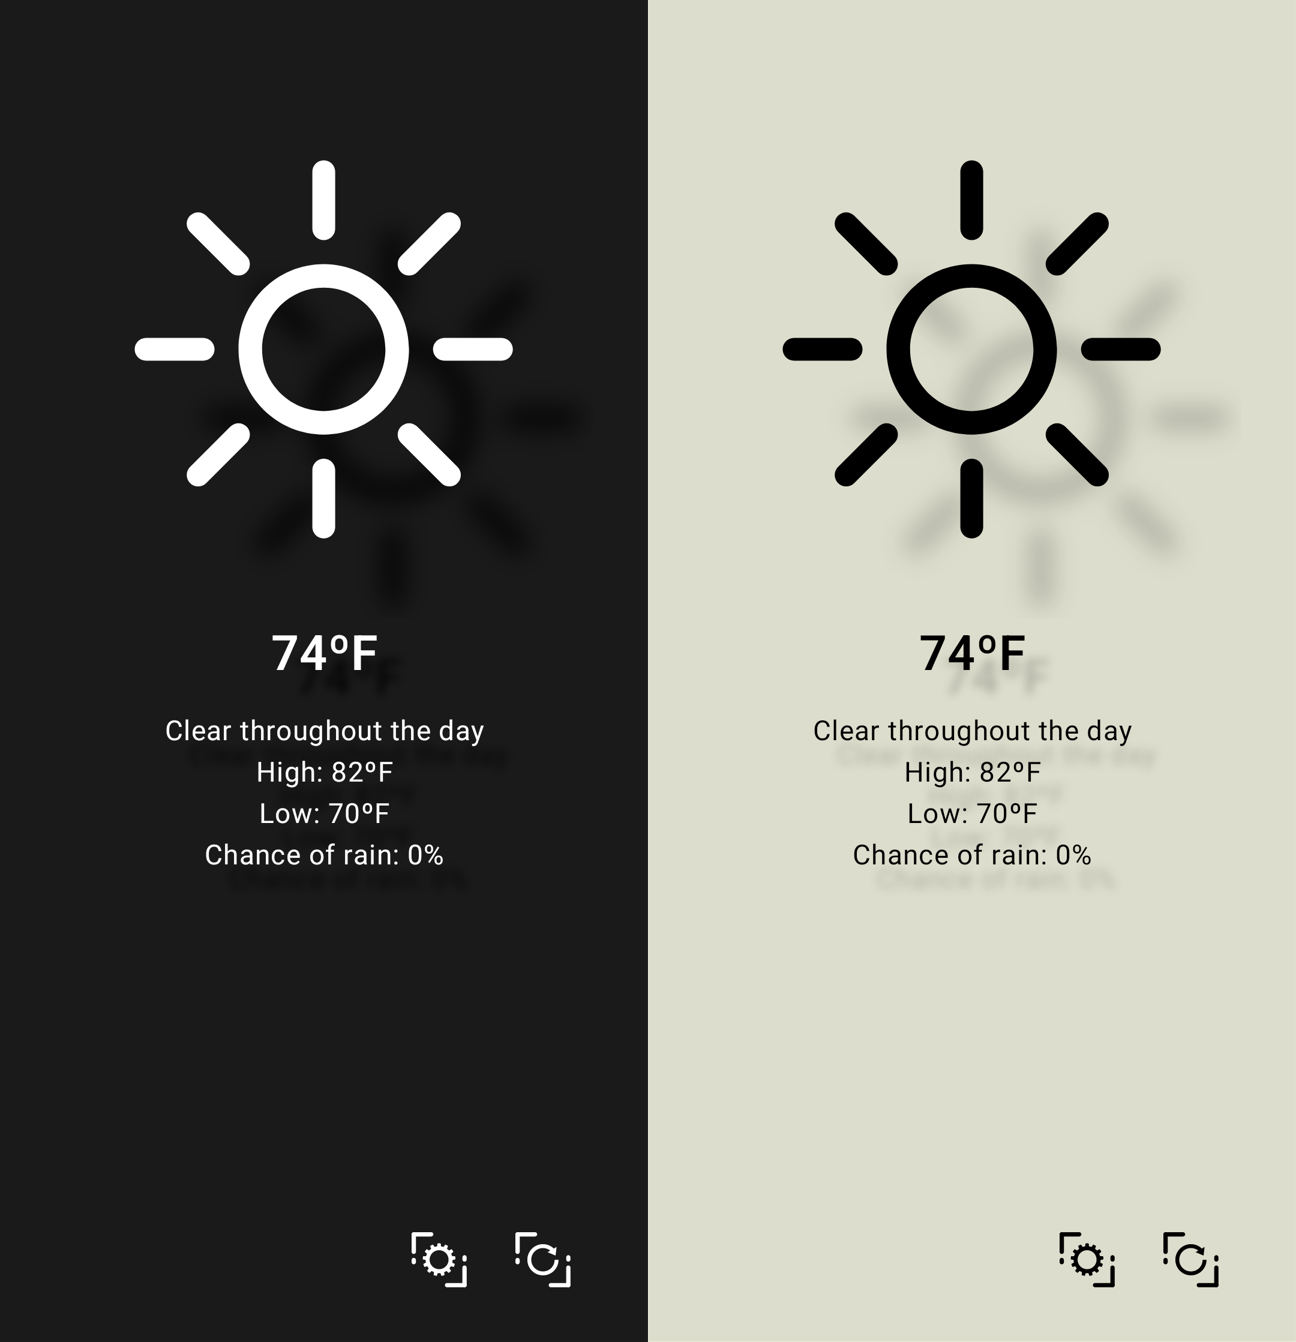 74ºF
Clear throughout the day
High: 82ºF
Low: 70ºF
Chance of rain: 0%
74ºF
Clear throughout the day
High: 82ºF
Low: 70ºF
Chance of rain: 0%